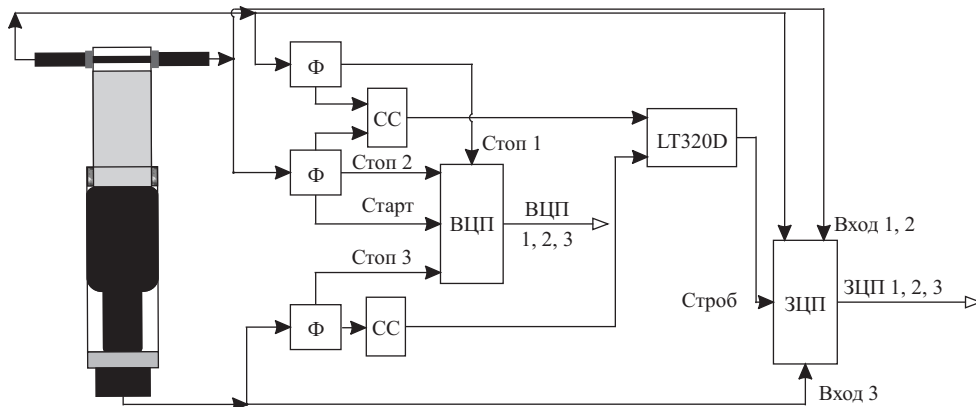 Ф
СС
Стоп 1
LT320D
Ф
Стоп 2
Старт
ВЦП
ВЦП
1, 2, 3
Вход 1, 2
Стоп 3
Строб
ЗЦП
ЗЦП 1, 2, 3
Ф
СС
Вход 3